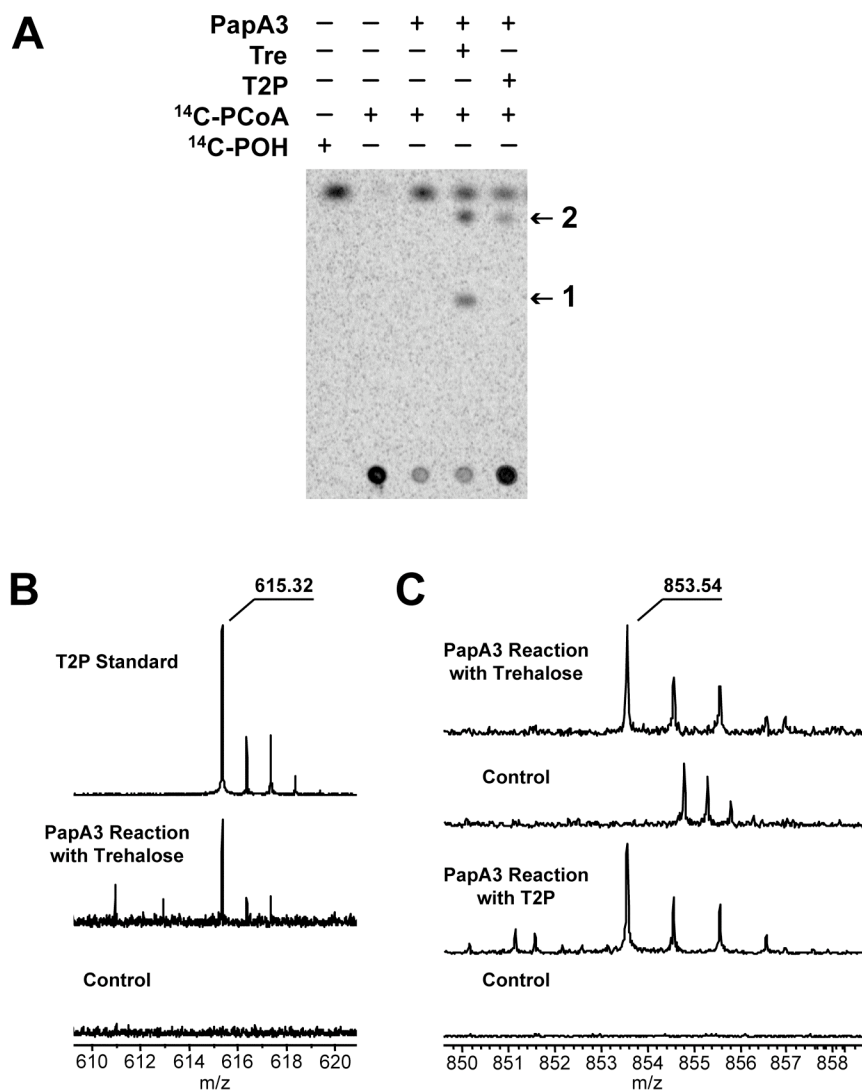 A
PapA3 – – + + +
Tre – – – + –
T2P – – – – +
¹⁴C-PCoA – + + + +
¹⁴C-POH + – – – –
← 2
← 1
B
615.32
T2P Standard
PapA3 Reaction
with Trehalose
Control
610 612 614 616 618 620
m/z
C
853.54
PapA3 Reaction
with Trehalose
Control
PapA3 Reaction
with T2P
Control
850 851 852 853 854 855 856 857 858
m/z